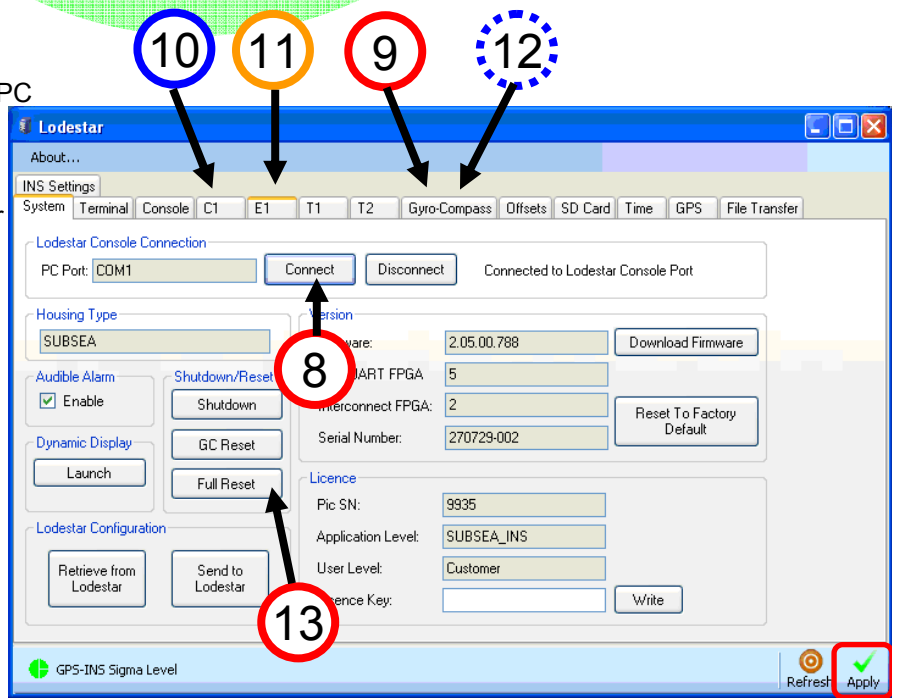 10 11 9 12
PC
Lodestar
About...
INS Settings
System Terminal Console C1 E1 T1 T2 Gyro-Compass Offsets SD Card Time GPS File Transfer
Lodestar Console Connection
PC Port: COM1 Connect Disconnect Connected to Lodestar Console Port
Housing Type
SUBSEA
Version
ware: 2.05.00.788 Download Firmware
8
UART FPGA 5
Interconnect FPGA: 2
Reset To Factory Default
Serial Number: 270729-002
Audible Alarm
Enable
Shutdown/Reset
Shutdown
GC Reset
Full Reset
Dynamic Display
Launch
Licence
Pic SN: 9935
Application Level: SUBSEA_INS
User Level: Customer
ence Key: Write
Lodestar Configuration
Retrieve from Lodestar
Send to Lodestar
13
GPS-INS Sigma Level
Refresh Apply